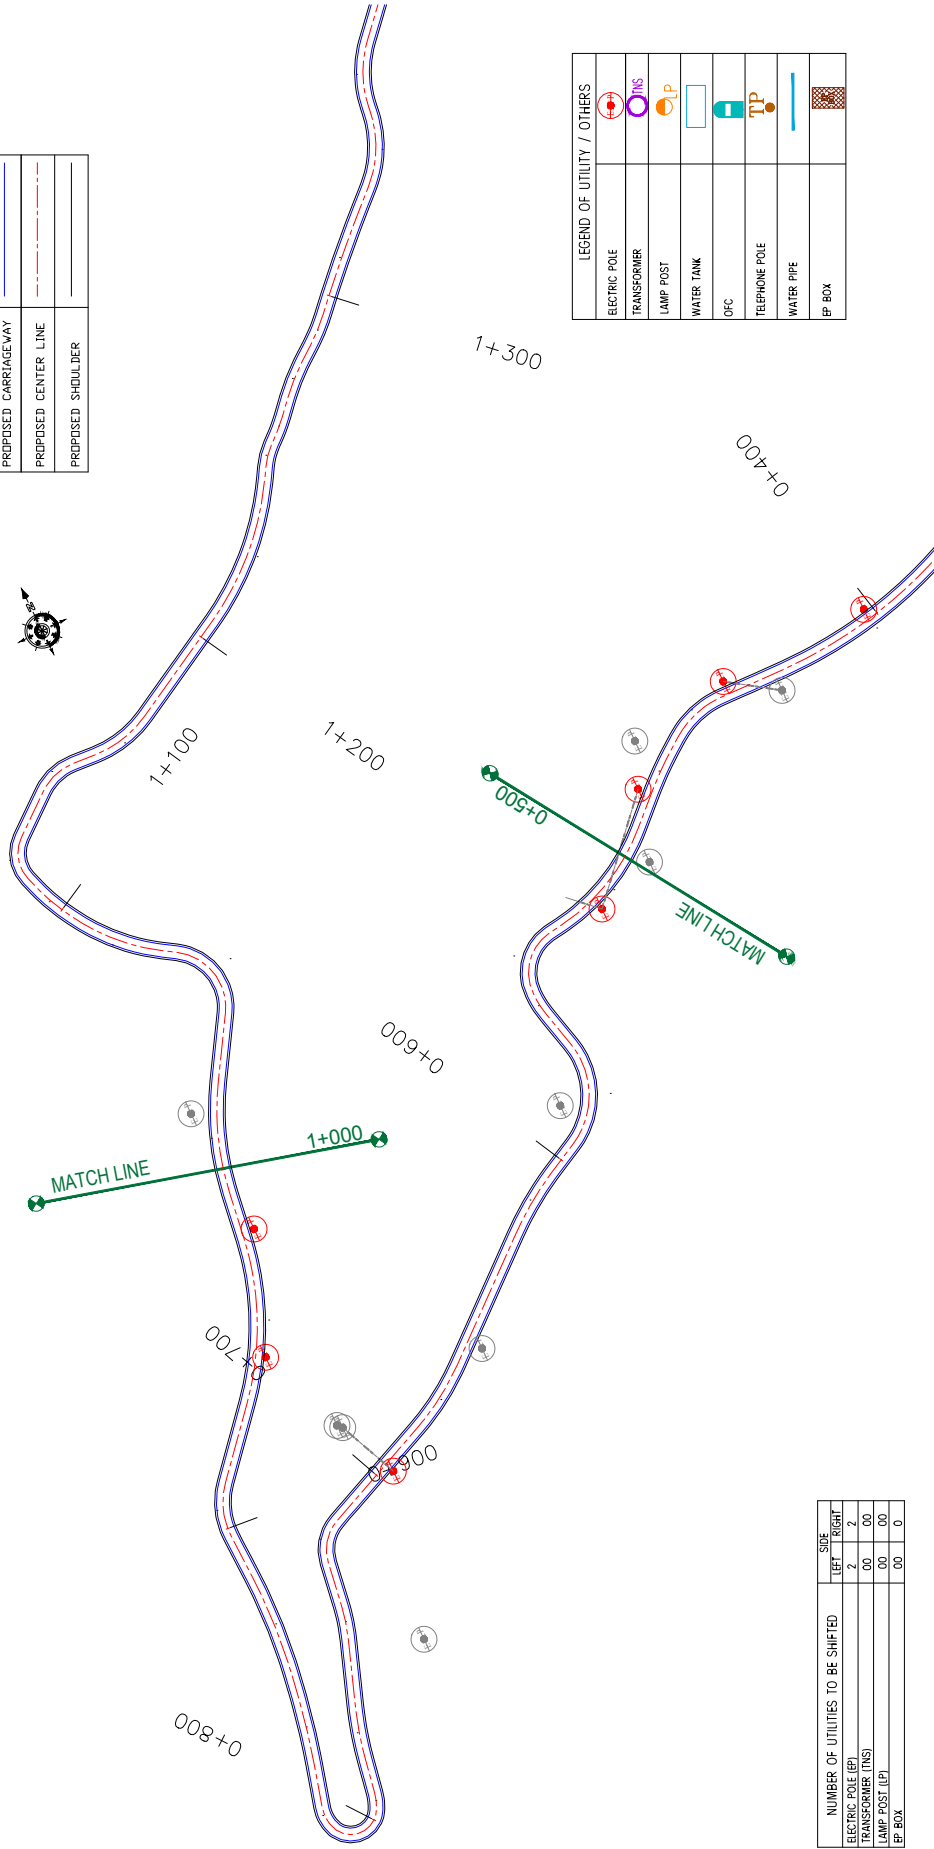 PROPOSED CARRIAGEWAY
PROPOSED CENTER LINE
PROPOSED SHOULDER
N
LEGEND OF UTILITY / OTHERS
ELECTRIC POLE
TRANSFORMER TNS
LAMP POST LP
WATER TANK
OFC
TELEPHONE POLE TP
WATER PIPE
EP BOX
1+300
0+400
1+200
1+100
0+500
MATCH LINE
0+600
1+000
MATCH LINE
0+700
0+900
0+800
NUMBER OF UTILITIES TO BE SHIFTED SIDE
LEFT RIGHT
ELECTRIC POLE (EP) 2 2
TRANSFORMER (TNS) 00 00
LAMP POST (LP) 00 00
EP BOX 00 0